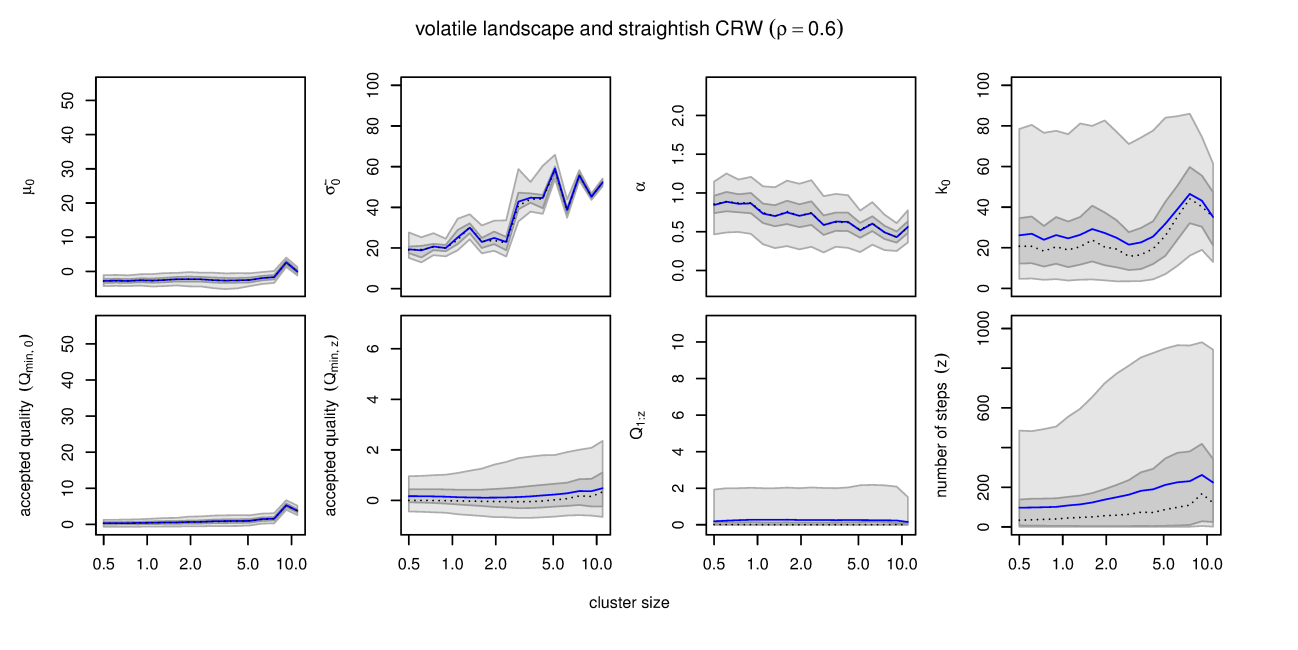 volatile landscape and straightish CRW (ρ = 0.6)
μ0
0 10 20 30 40 50
σ0-
0 20 40 60 80 100
α
0.0 0.5 1.0 1.5 2.0
k0
0 20 40 60 80 100
accepted quality (Qmin, 0)
0 10 20 30 40 50
0.5 1.0 2.0 5.0 10.0
accepted quality (Qmin, z)
0 2 4 6
0.5 1.0 2.0 5.0 10.0
Q1:z
0 2 4 6 8 10
0.5 1.0 2.0 5.0 10.0
number of steps (z)
0 200 600 1000
0.5 1.0 2.0 5.0 10.0
cluster size